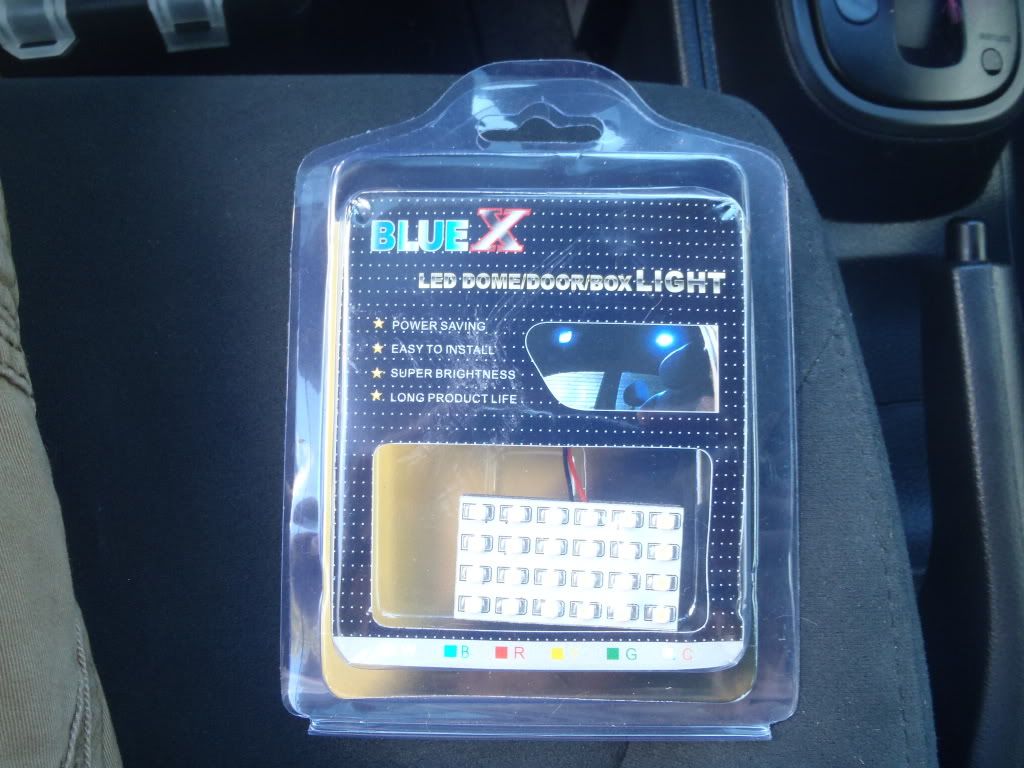 BLUE X
LED DOME/DOOR/BOX LIGHT
POWER SAVING
EASY TO INSTALL
SUPER BRIGHTNESS
LONG PRODUCT LIFE
B R Y G C